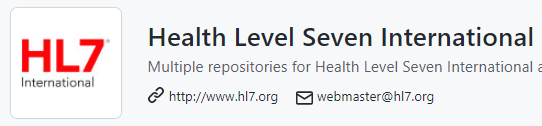 HL7
International
Health Level Seven International
Multiple repositories for Health Level Seven International a
http://www.hl7.org webmaster@hl7.org